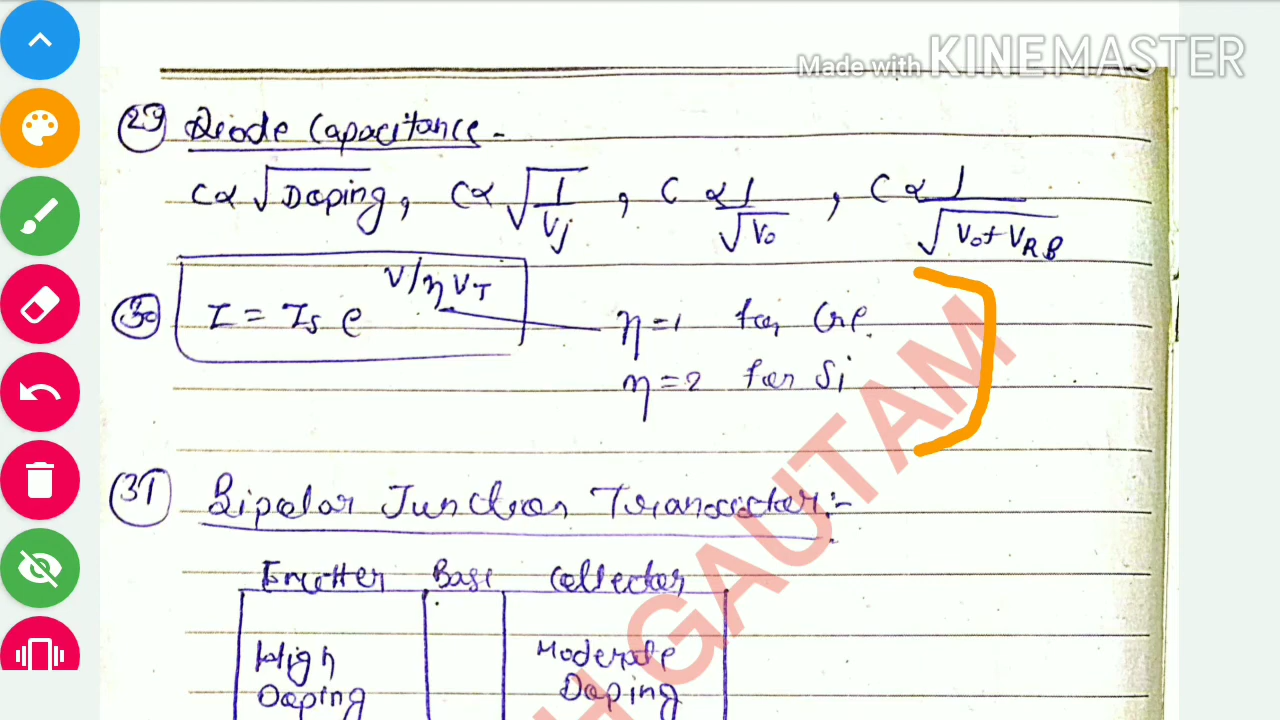 Made with KINEMASTER
(29) Diode Capacitance -
C∝ √Doping, C∝ √1/Vj , C ∝ 1/√V₀ , C ∝ 1/√V₀+VRB
(30) I = Is e^V/ηVT η=1 for Ge.
η=2 for Si
(31) Bipolar Junction Transistor:-
Emitter Base Collector
High Moderate
Doping Doping
GAUTAM